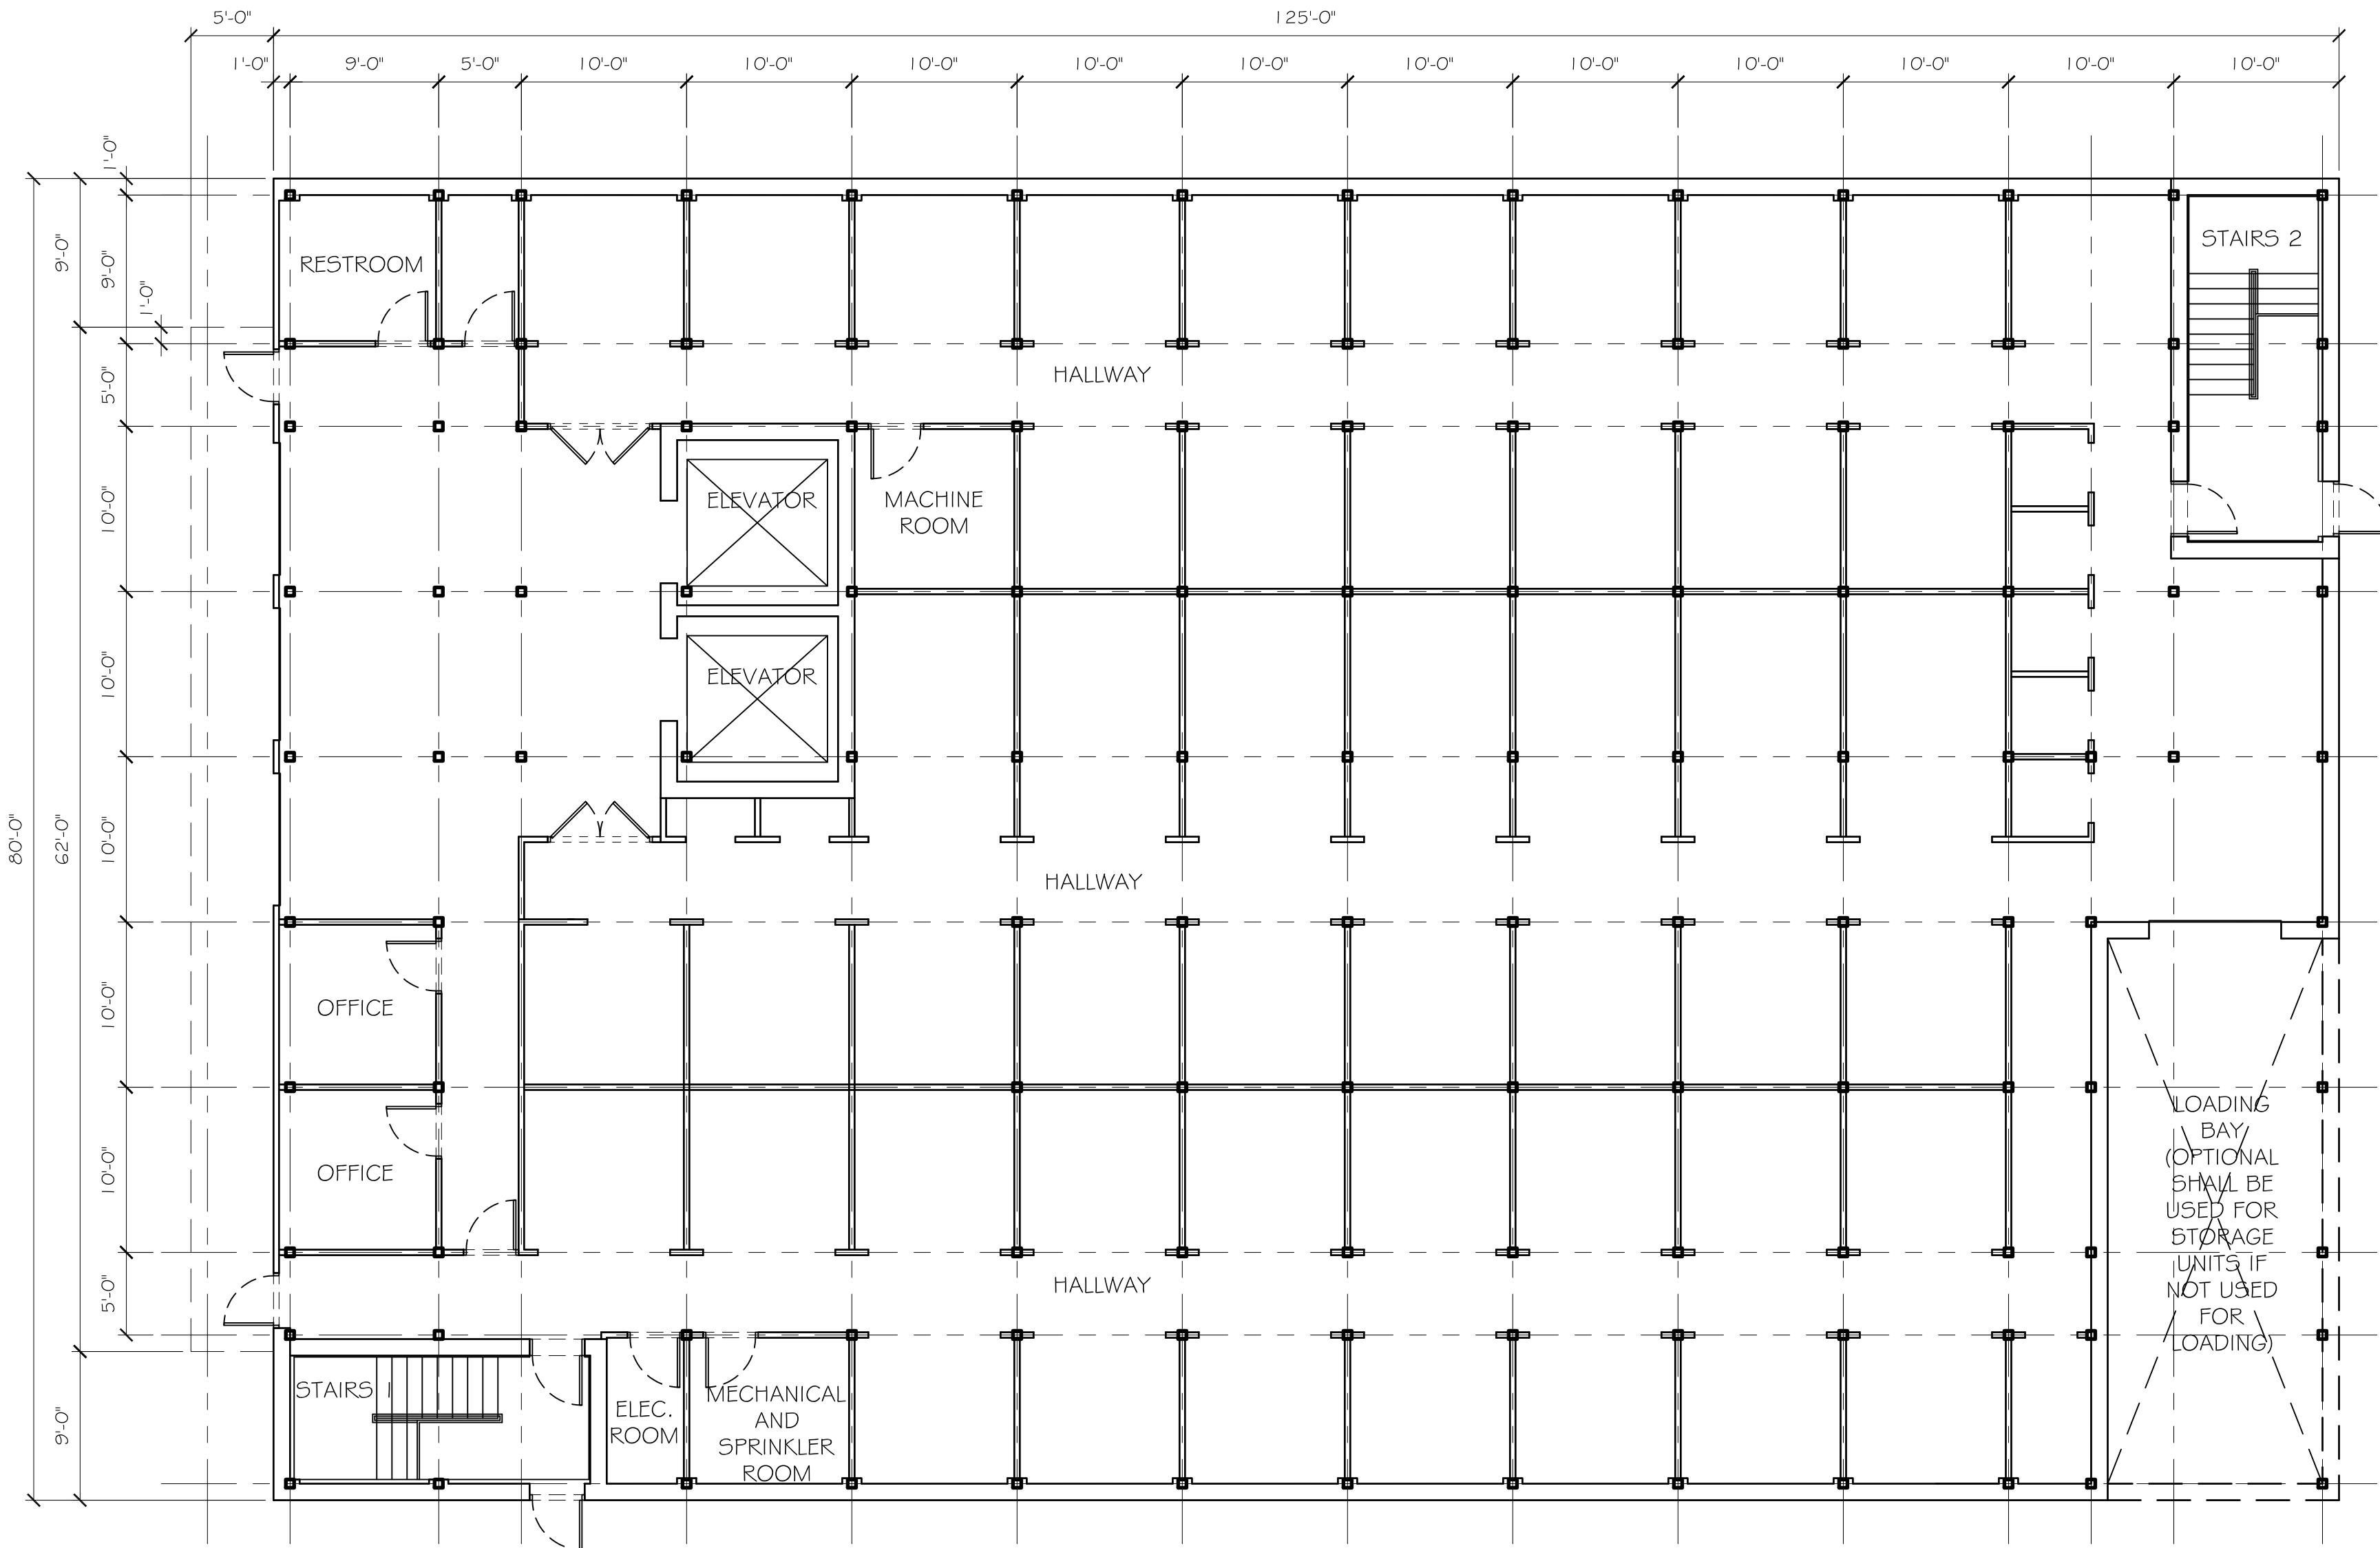 5'-0"
125'-0"
1'-0"
9'-0"
5'-0"
10'-0"
10'-0"
10'-0"
10'-0"
10'-0"
10'-0"
10'-0"
10'-0"
10'-0"
10'-0"
10'-0"
1'-0"
9'-0"
9'-0"
1'-0"
5'-0"
10'-0"
10'-0"
80'-0"
62'-0"
10'-0"
10'-0"
10'-0"
5'-0"
9'-0"
RESTROOM
STAIRS 2
HALLWAY
ELEVATOR
MACHINE
ROOM
ELEVATOR
HALLWAY
OFFICE
OFFICE
HALLWAY
LOADING
BAY
(OPTIONAL
SHALL BE
USED FOR
STORAGE
UNITS IF
NOT USED
FOR
LOADING)
STAIRS
ELEC.
ROOM
MECHANICAL
AND
SPRINKLER
ROOM